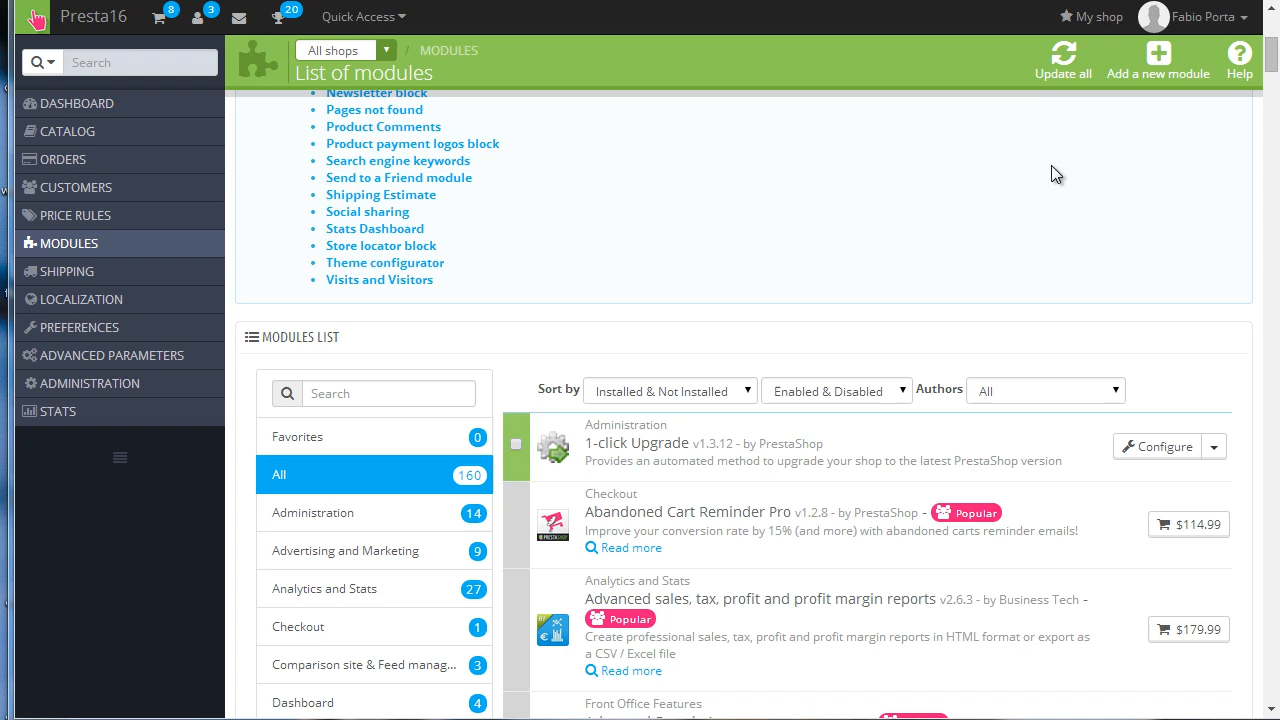 Presta16
8
3
20
Quick Access
My shop
Fabio Porta
Search
All shops
/ MODULES
List of modules
Update all
Add a new module
Help
DASHBOARD
CATALOG
ORDERS
CUSTOMERS
PRICE RULES
MODULES
SHIPPING
LOCALIZATION
PREFERENCES
ADVANCED PARAMETERS
ADMINISTRATION
STATS
Newsletter block
Pages not found
Product Comments
Product payment logos block
Search engine keywords
Send to a Friend module
Shipping Estimate
Social sharing
Stats Dashboard
Store locator block
Theme configurator
Visits and Visitors
MODULES LIST
Search
Favorites 0
All 160
Administration 14
Advertising and Marketing 9
Analytics and Stats 27
Checkout 1
Comparison site & Feed manag... 3
Dashboard 4
Sort by Installed & Not Installed Enabled & Disabled Authors All
Administration
1-click Upgrade v1.3.12 - by PrestaShop
Provides an automated method to upgrade your shop to the latest PrestaShop version
Configure
Checkout
Abandoned Cart Reminder Pro v1.2.8 - by PrestaShop - Popular
Improve your conversion rate by 15% (and more) with abandoned carts reminder emails!
Read more
$114.99
Analytics and Stats
Advanced sales, tax, profit and profit margin reports v2.6.3 - by Business Tech -
Popular
Create professional sales, tax, profit and profit margin reports in HTML format or export as
a CSV / Excel file
Read more
$179.99
Front Office Features